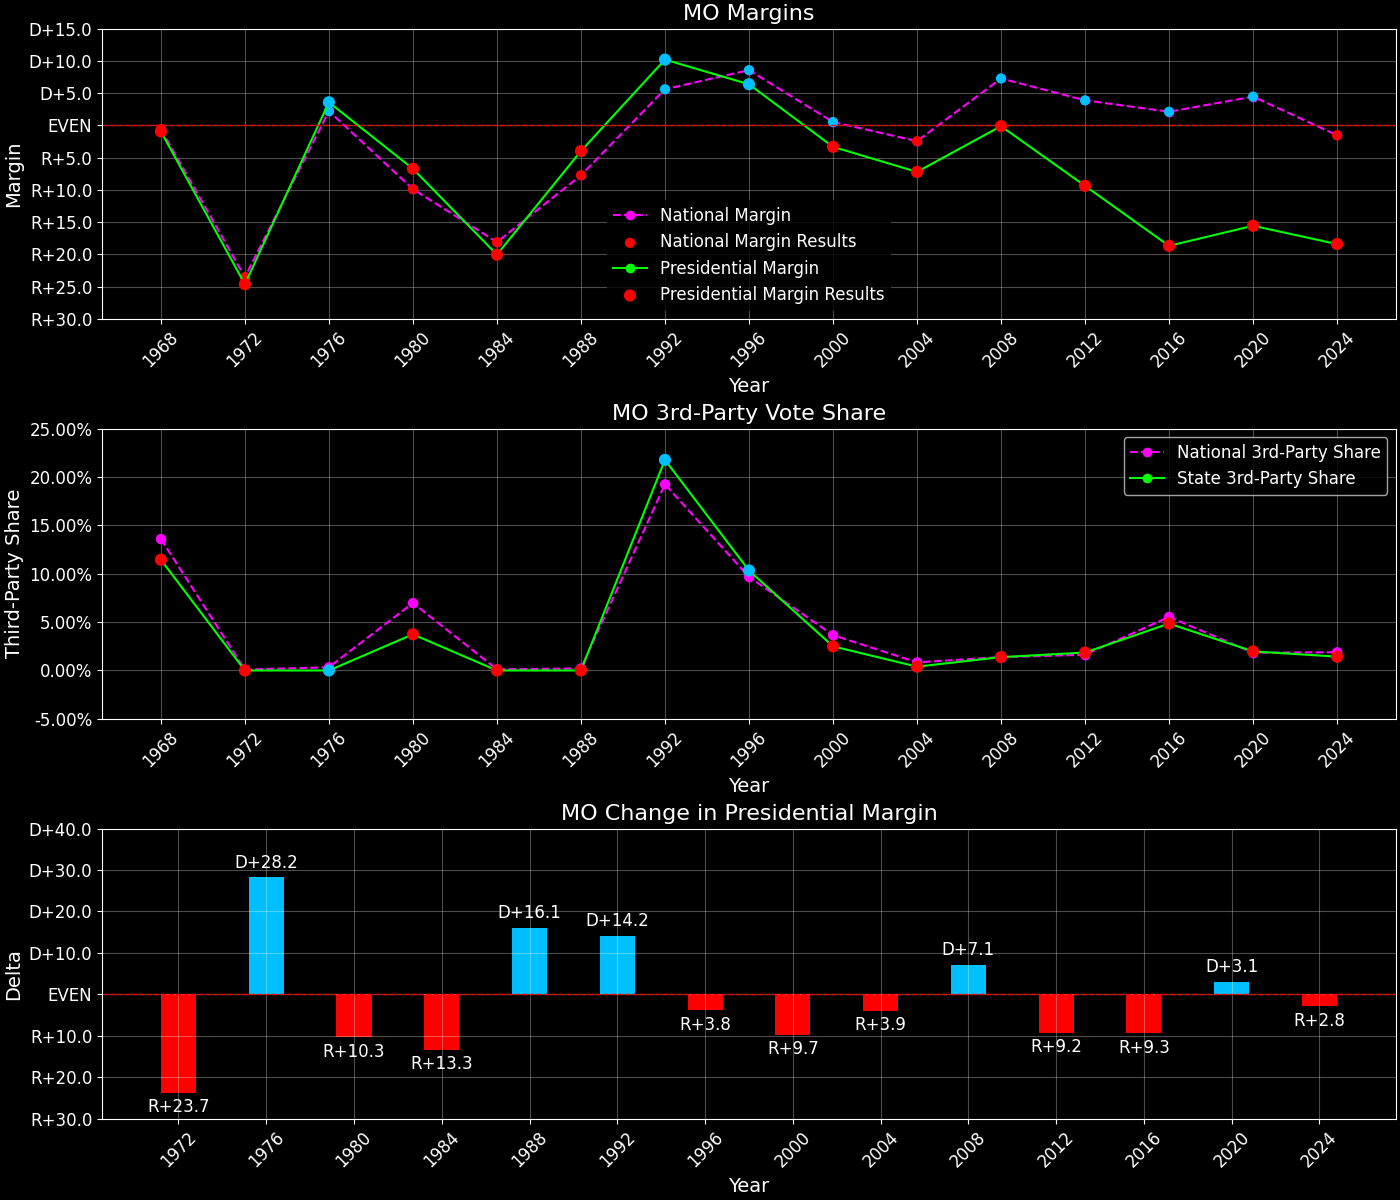 MO Margins
D+15.0
D+10.0
D+5.0
EVEN
R+5.0
R+10.0
R+15.0
R+20.0
R+25.0
R+30.0
Margin
National Margin
National Margin Results
Presidential Margin
Presidential Margin Results
1968
1972
1976
1980
1984
1988
1992
1996
2000
2004
2008
2012
2016
2020
2024
Year
MO 3rd-Party Vote Share
25.00%
20.00%
15.00%
10.00%
5.00%
0.00%
-5.00%
Third-Party Share
National 3rd-Party Share
State 3rd-Party Share
1968
1972
1976
1980
1984
1988
1992
1996
2000
2004
2008
2012
2016
2020
2024
Year
MO Change in Presidential Margin
D+40.0
D+30.0
D+20.0
D+10.0
EVEN
R+10.0
R+20.0
R+30.0
Delta
R+23.7
D+28.2
R+10.3
R+13.3
D+16.1
D+14.2
R+3.8
R+9.7
R+3.9
D+7.1
R+9.2
R+9.3
D+3.1
R+2.8
1972
1976
1980
1984
1988
1992
1996
2000
2004
2008
2012
2016
2020
2024
Year